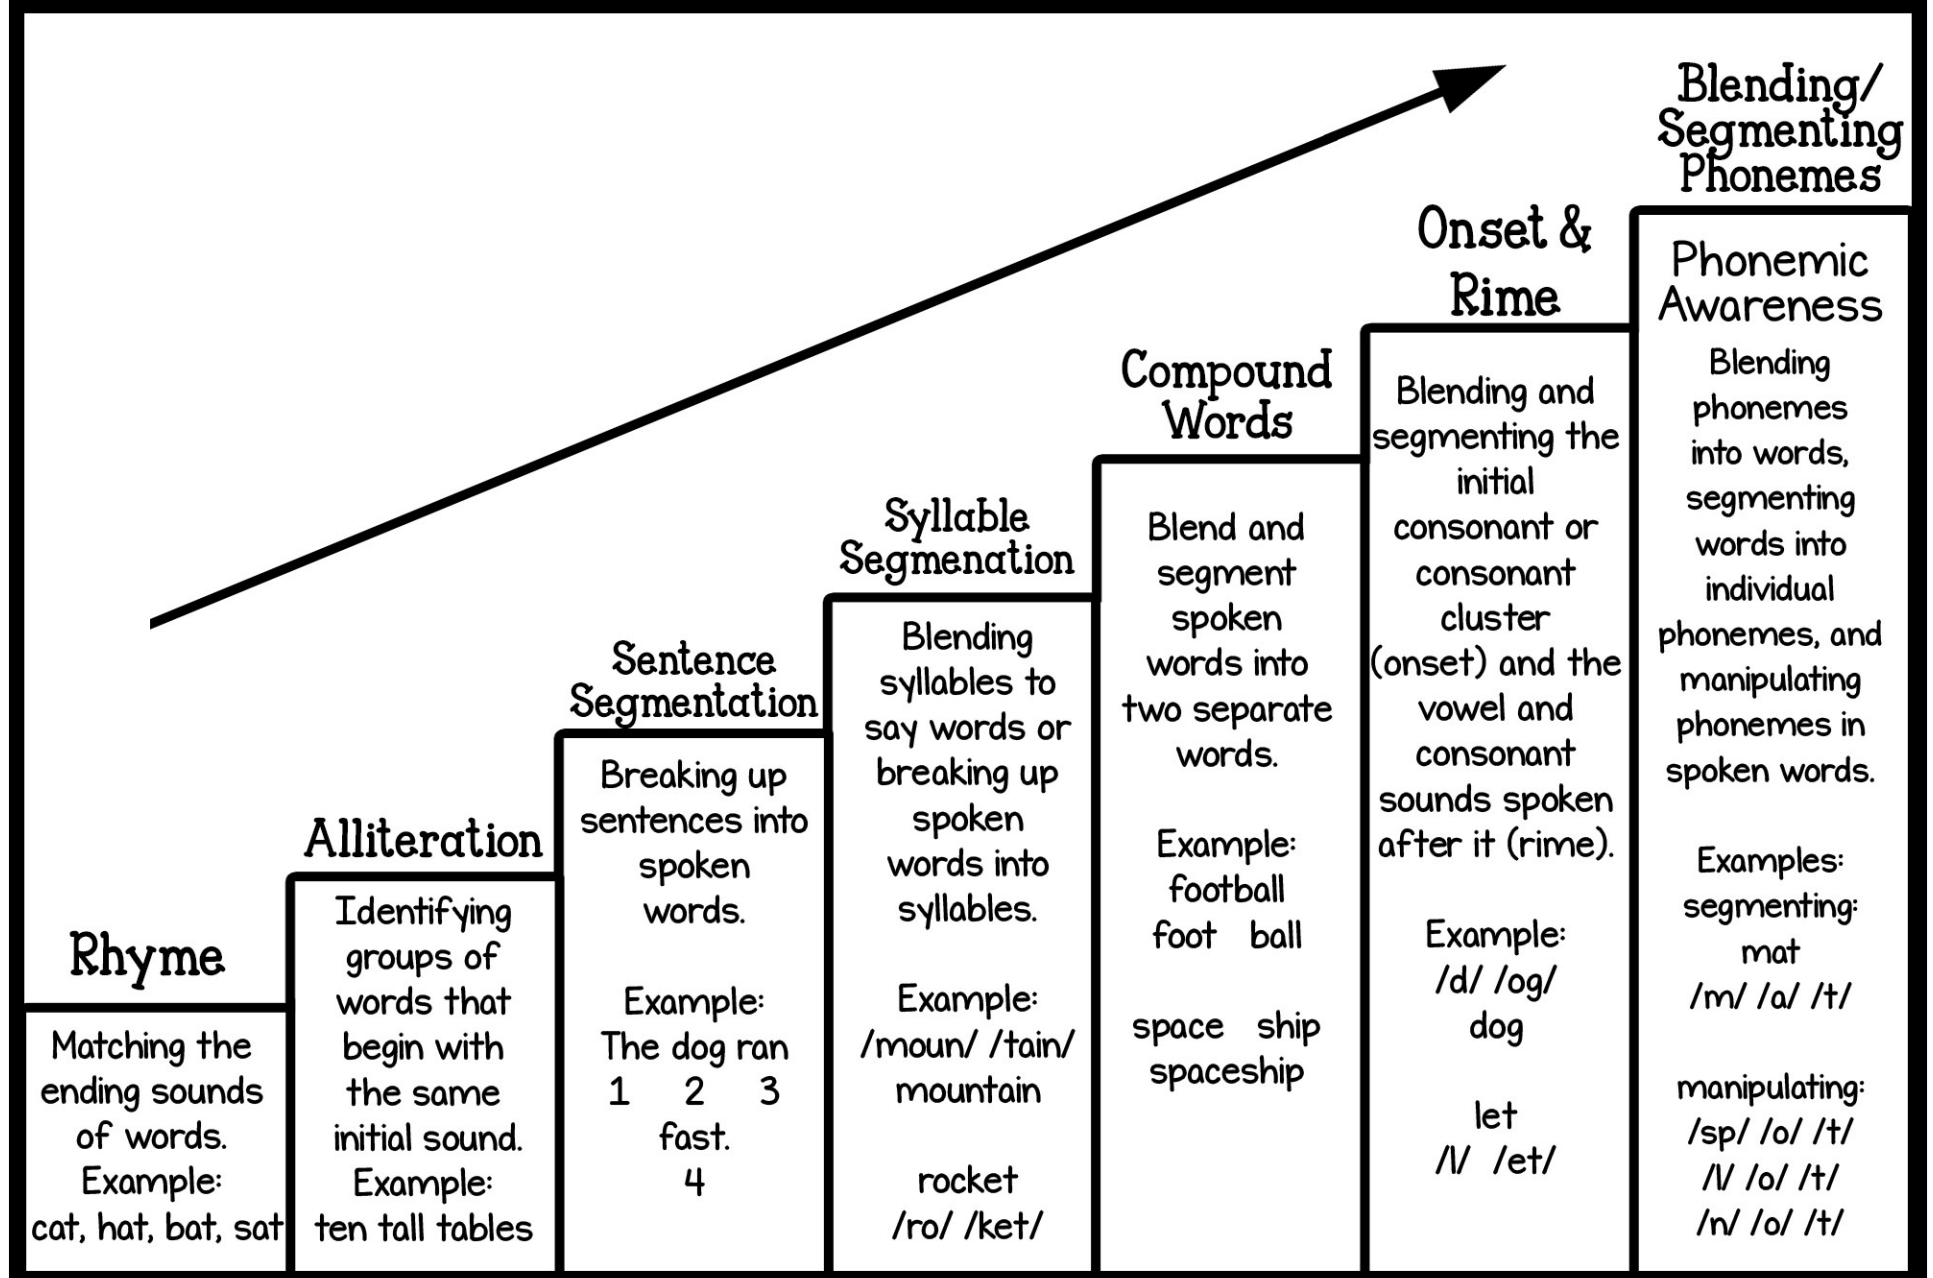 Rhyme
Matching the
ending sounds
of words.
Example:
cat, hat, bat, sat
Alliteration
Identifying
groups of
words that
begin with
the same
initial sound.
Example:
ten tall tables
Sentence
Segmentation
Breaking up
sentences into
spoken
words.
Example:
The dog ran
1 2 3
fast.
4
Syllable
Segmenation
Blending
syllables to
say words or
breaking up
spoken
words into
syllables.
Example:
/moun/ /tain/
mountain
rocket
/ro/ /ket/
Compound
Words
Blend and
segment
spoken
words into
two separate
words.
Example:
football
foot ball
space ship
spaceship
Onset &
Rime
Blending and
segmenting the
initial
consonant or
consonant
cluster
(onset) and the
vowel and
consonant
sounds spoken
after it (rime).
Example:
/d/ /og/
dog
let
/l/ /et/
Blending/
Segmenting
Phonemes
Phonemic
Awareness
Blending
phonemes
into words,
segmenting
words into
individual
phonemes, and
manipulating
phonemes in
spoken words.
Examples:
segmenting:
mat
/m/ /a/ /t/
manipulating:
/sp/ /o/ /t/
/l/ /o/ /t/
/n/ /o/ /t/